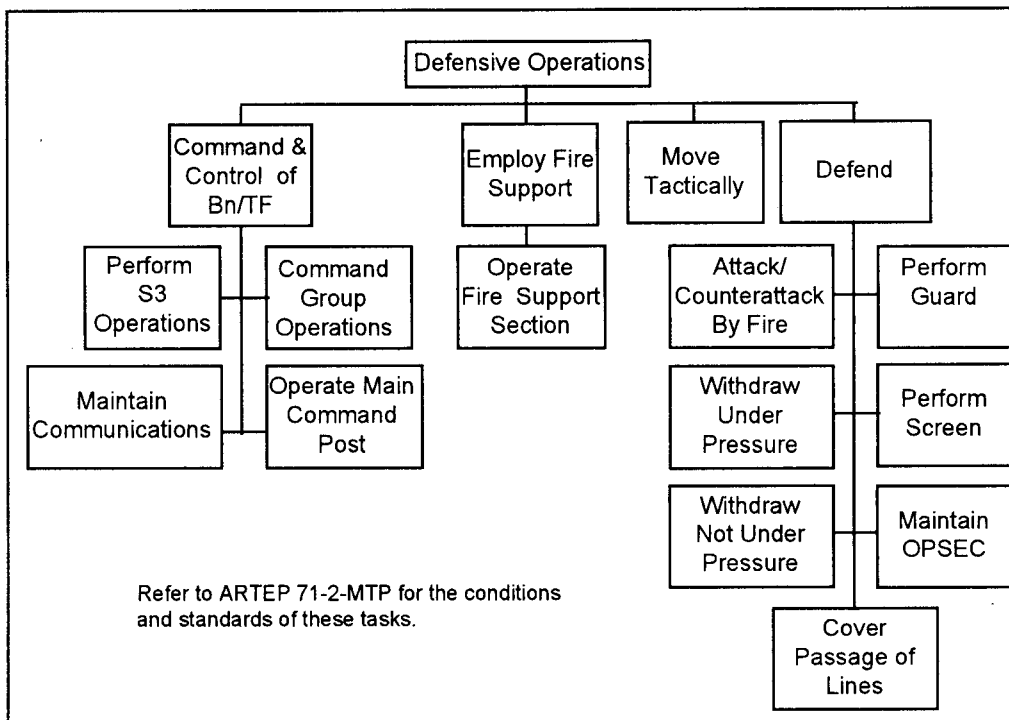 Defensive Operations
Command &
Control of
Bn/TF
Employ Fire
Support
Move
Tactically
Defend
Perform
S3
Operations
Command
Group
Operations
Operate
Fire Support
Section
Attack/
Counterattack
By Fire
Perform
Guard
Maintain
Communications
Operate Main
Command
Post
Withdraw
Under
Pressure
Perform
Screen
Withdraw
Not Under
Pressure
Maintain
OPSEC
Refer to ARTEP 71-2-MTP for the conditions
and standards of these tasks.
Cover
Passage of
Lines